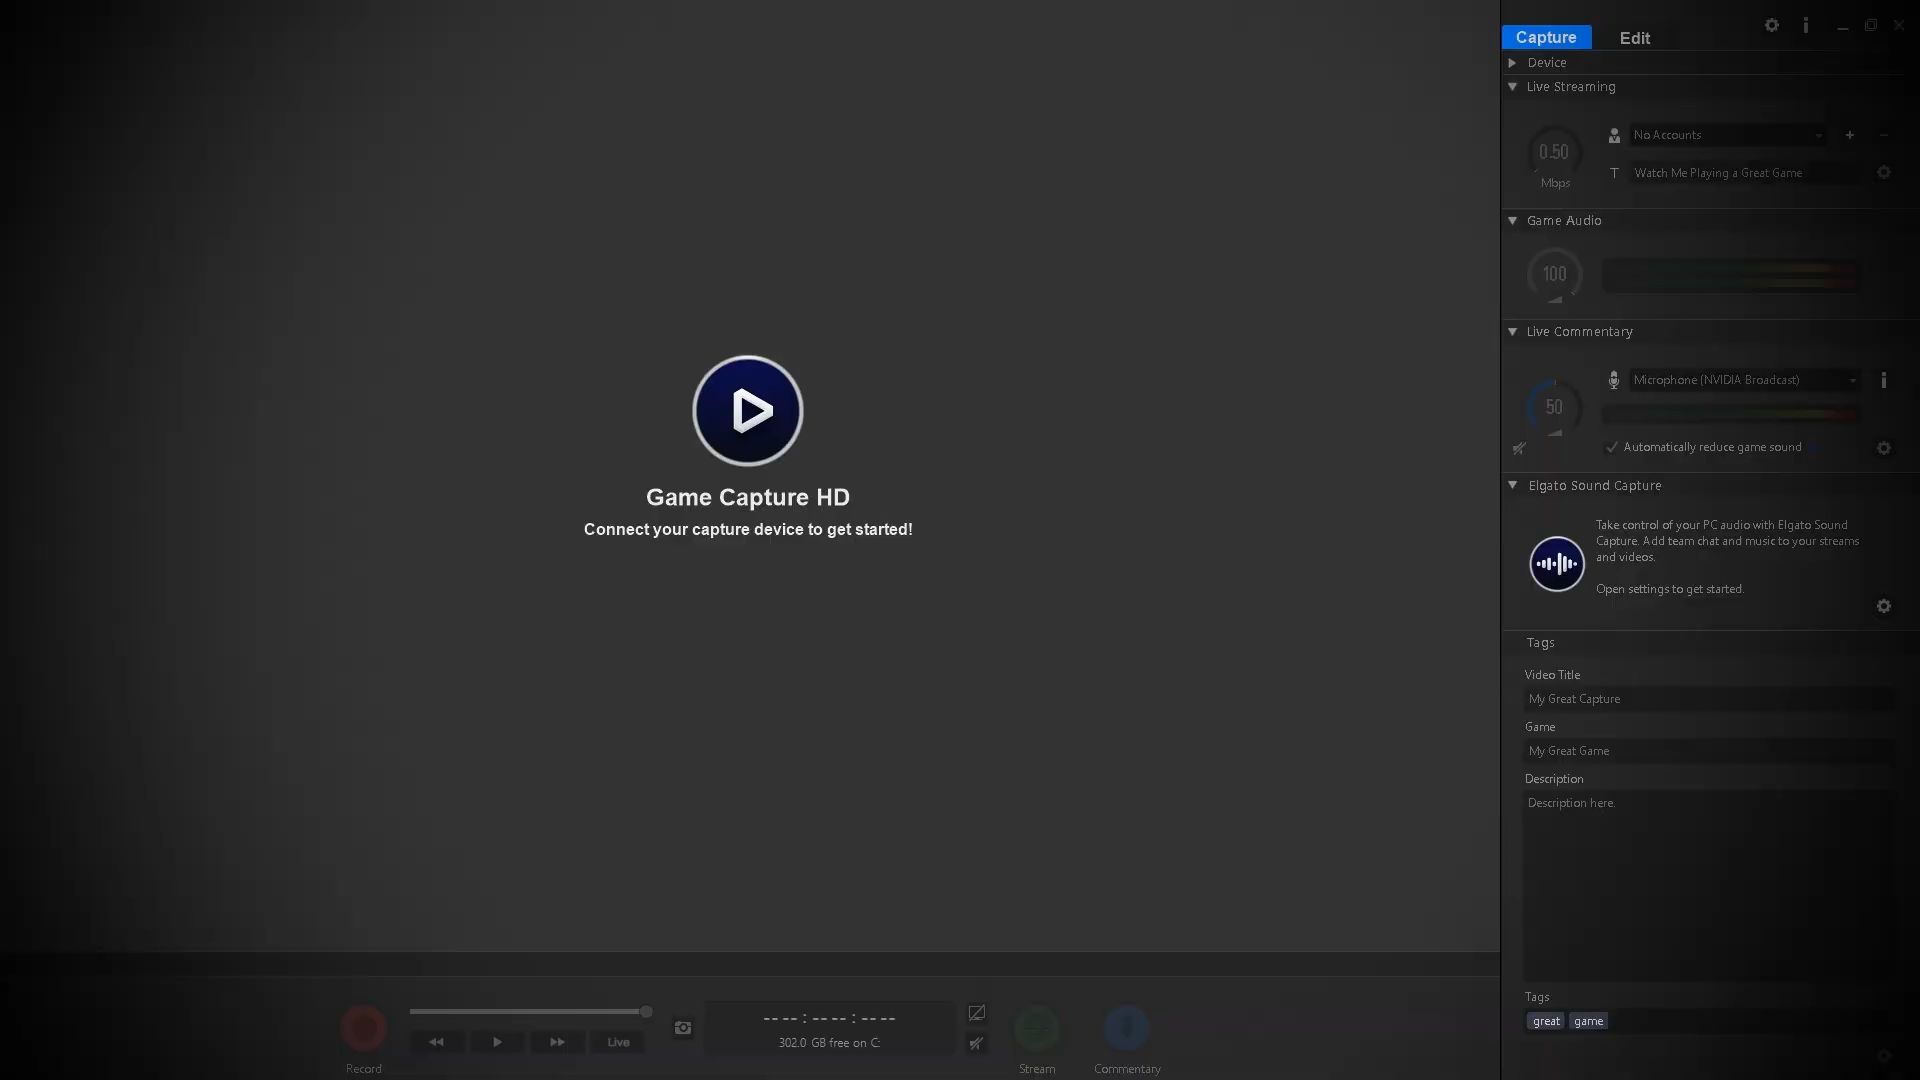 Capture
Edit
Device
Live Streaming
No Accounts
0.50
Mbps
T
Watch Me Playing a Great Game
Game Audio
100
Live Commentary
Microphone (NVIDIA Broadcast)
50
Automatically reduce game sound
Elgato Sound Capture
Take control of your PC audio with Elgato Sound
Capture. Add team chat and music to your streams
and videos.
Open settings to get started.
Tags
Video Title
My Great Capture
Game
My Great Game
Description
Description here.
Tags
great game
Game Capture HD
Connect your capture device to get started!
Record
Live
-- -- : -- -- : -- --
302.0 GB free on C:
Stream
Commentary